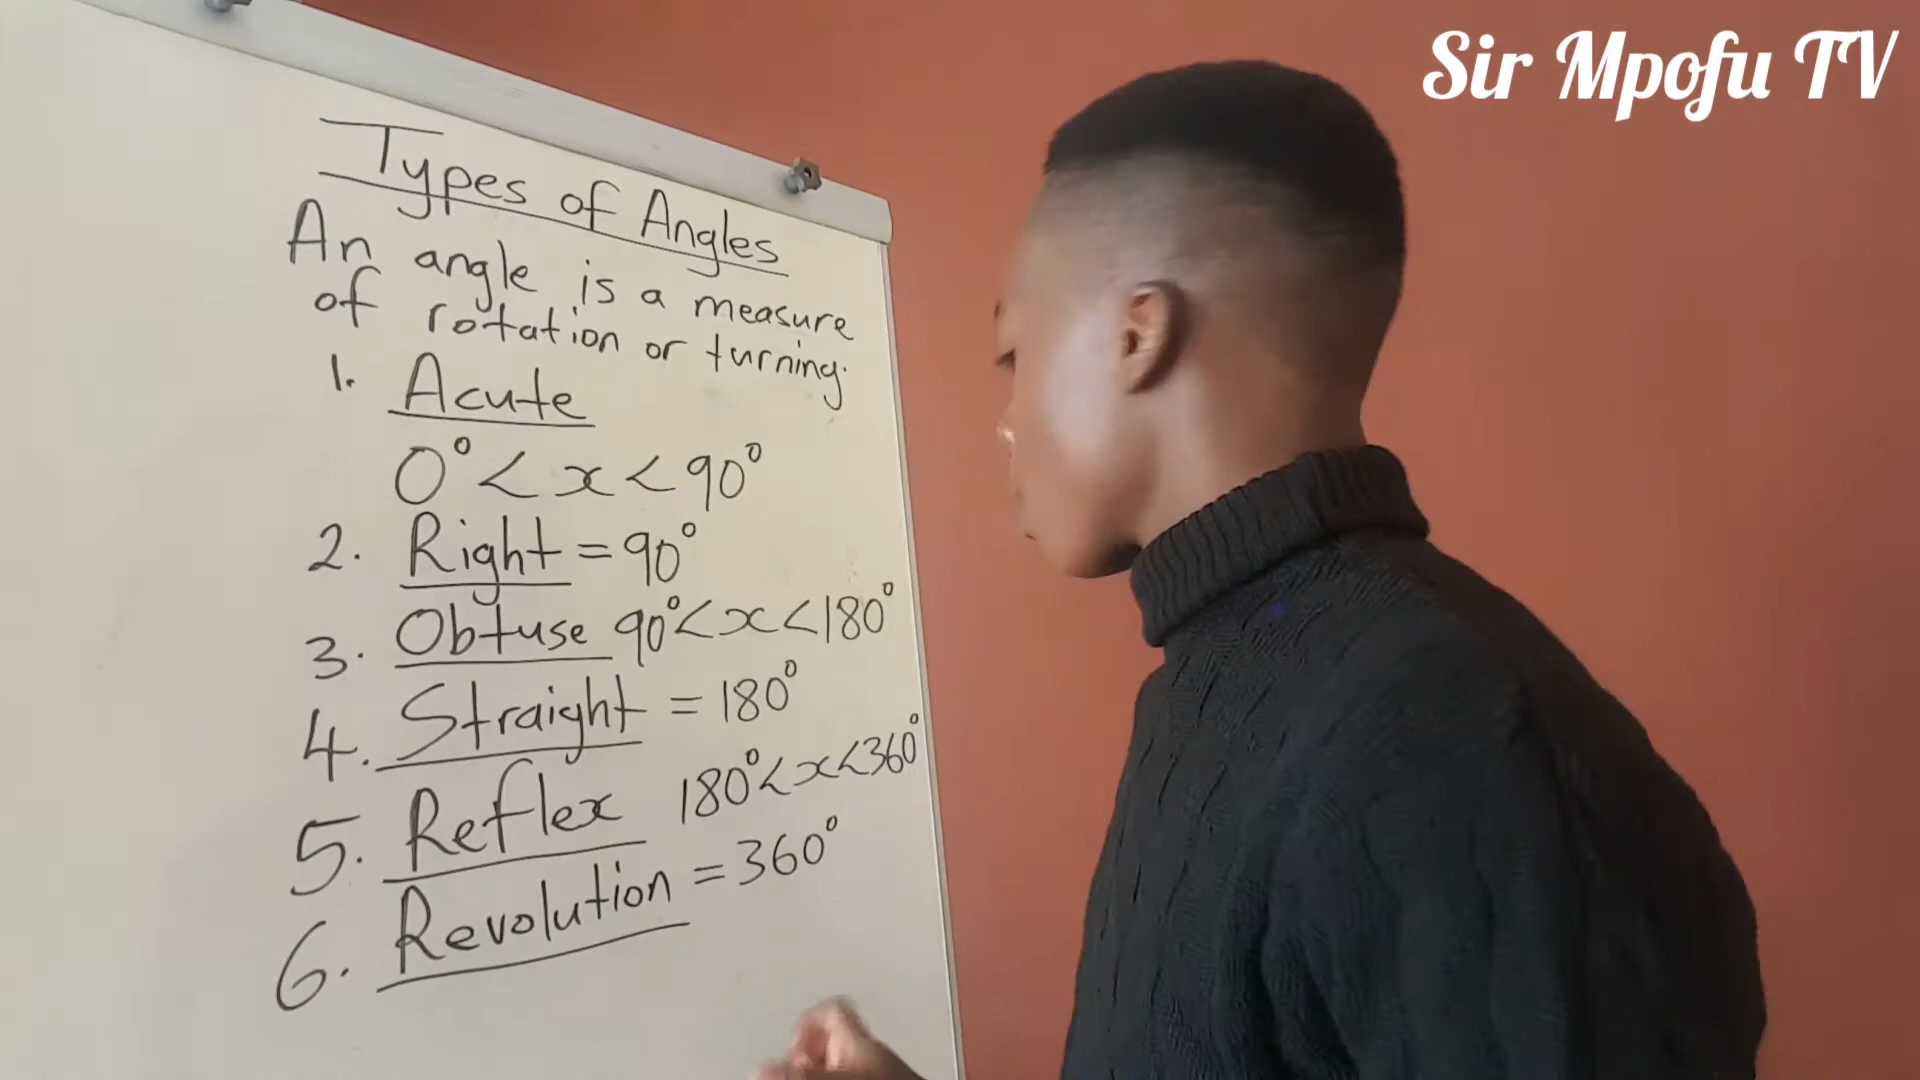 Sir Mpofu TV
Types of Angles
An angle is a measure
of rotation or turning.
1. Acute
0° < x < 90°
2. Right = 90°
3. Obtuse 90° < x < 180°
4. Straight = 180°
5. Reflex 180° < x < 360°
6. Revolution = 360°